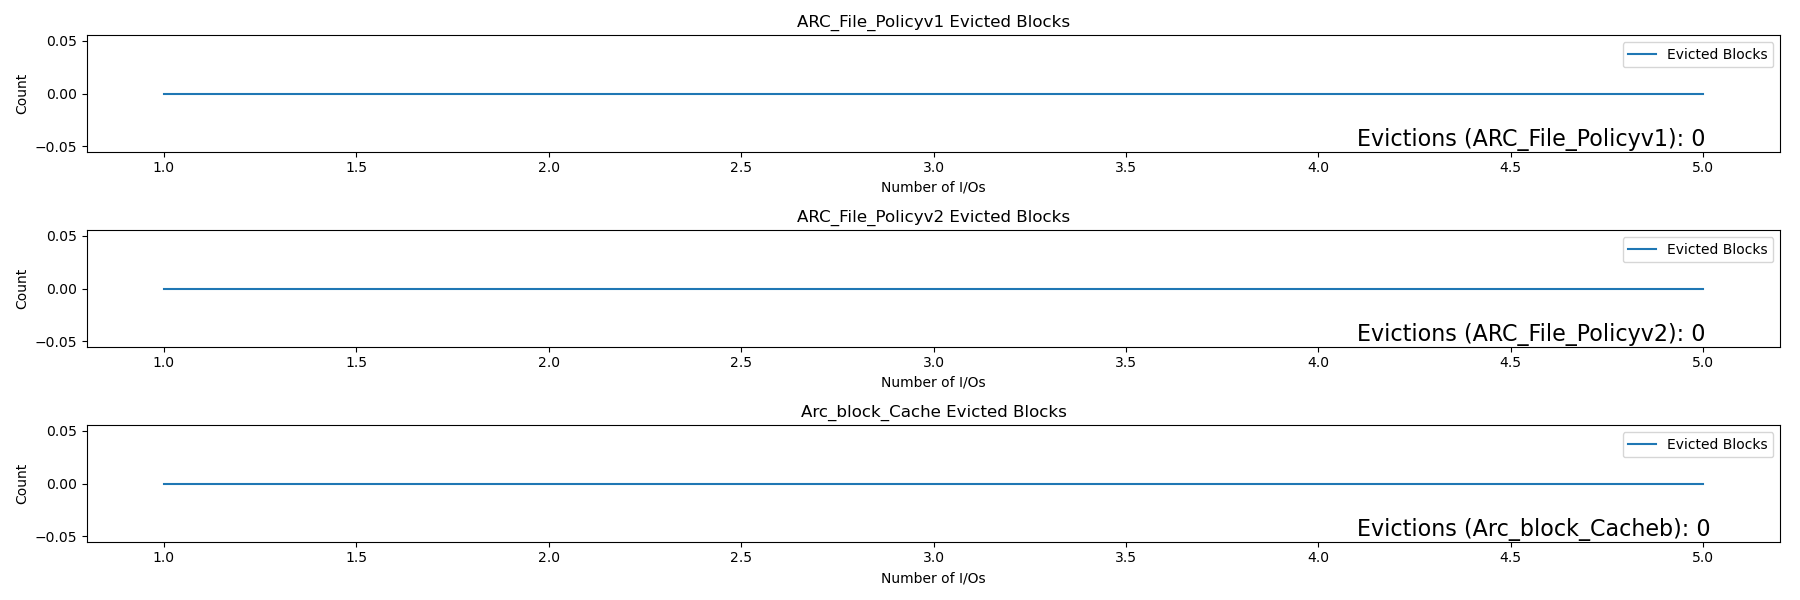 ARC_File_Policyv1 Evicted Blocks
0.05
Evicted Blocks
Count
0.00
Evictions (ARC_File_Policyv1): 0
−0.05
1.0 1.5 2.0 2.5 3.0 3.5 4.0 4.5 5.0
Number of I/Os
ARC_File_Policyv2 Evicted Blocks
0.05
Evicted Blocks
Count
0.00
Evictions (ARC_File_Policyv2): 0
−0.05
1.0 1.5 2.0 2.5 3.0 3.5 4.0 4.5 5.0
Number of I/Os
Arc_block_Cache Evicted Blocks
0.05
Evicted Blocks
Count
0.00
Evictions (Arc_block_Cacheb): 0
−0.05
1.0 1.5 2.0 2.5 3.0 3.5 4.0 4.5 5.0
Number of I/Os